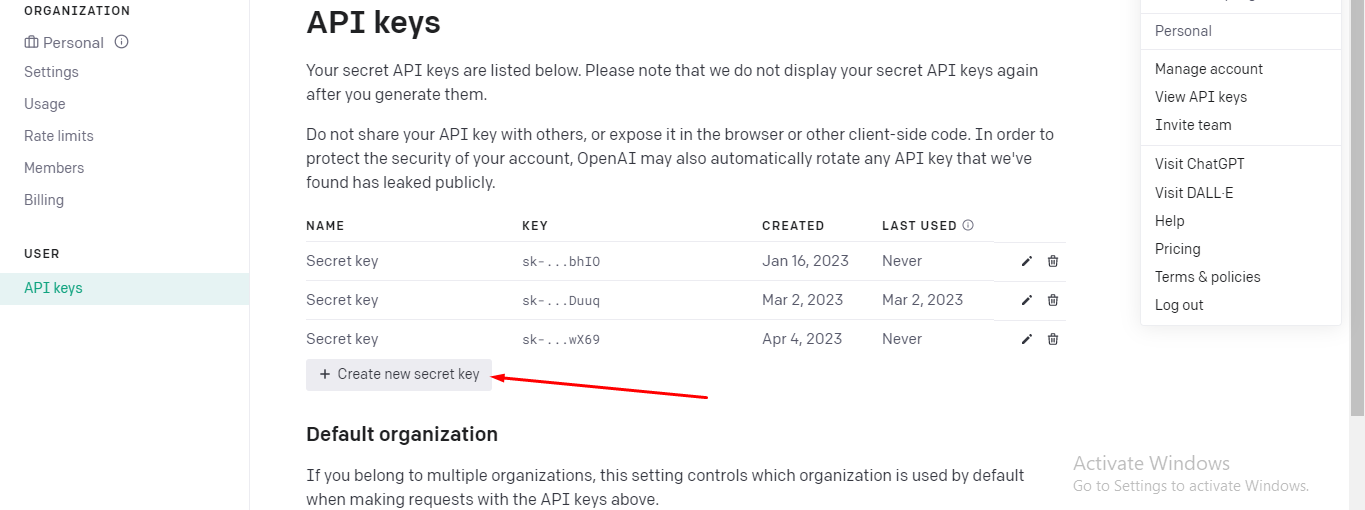 ORGANIZATION
Personal
Settings
Usage
Rate limits
Members
Billing
USER
API keys
API keys
Your secret API keys are listed below. Please note that we do not display your secret API keys again
after you generate them.
Do not share your API key with others, or expose it in the browser or other client-side code. In order to
protect the security of your account, OpenAI may also automatically rotate any API key that we've
found has leaked publicly.
NAME KEY CREATED LAST USED
Secret key sk-...bhIO Jan 16, 2023 Never
Secret key sk-...Duuq Mar 2, 2023 Mar 2, 2023
Secret key sk-...wX69 Apr 4, 2023 Never
+ Create new secret key
Default organization
If you belong to multiple organizations, this setting controls which organization is used by default
when making requests with the API keys above.
Personal
Manage account
View API keys
Invite team
Visit ChatGPT
Visit DALL·E
Help
Pricing
Terms & policies
Log out
Activate Windows
Go to Settings to activate Windows.